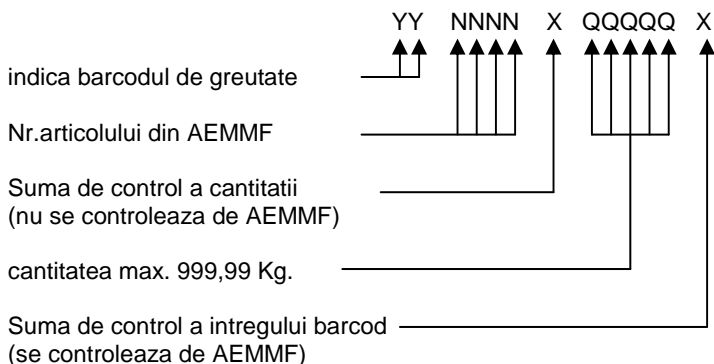 YY NNNN X QQQQQ X
indica barcodul de greutate
Nr.articolului din AEMMF
Suma de control a cantitatii
(nu se controleaza de AEMMF)
cantitatea max. 999,99 Kg.
Suma de control a intregului barcod
(se controleaza de AEMMF)